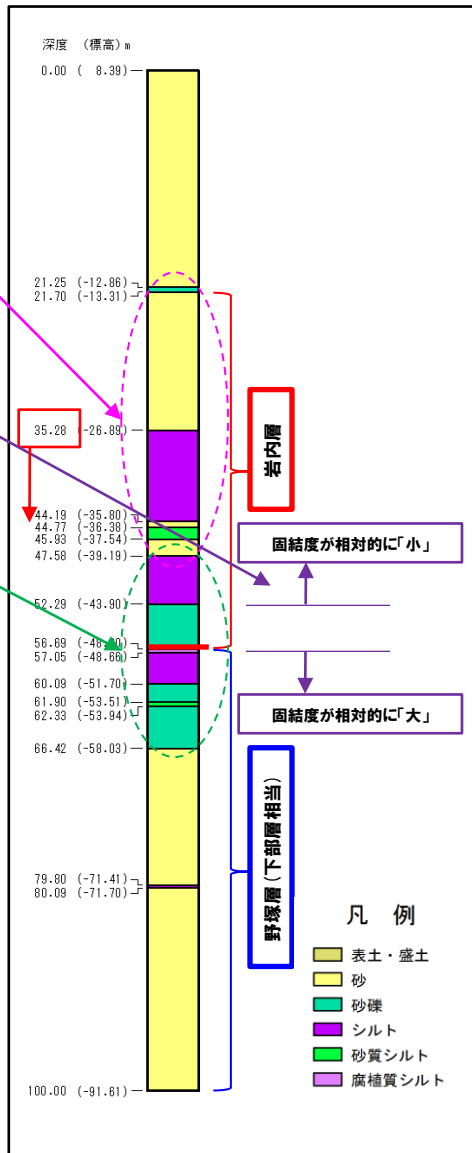 深度 (標高) m
0.00 ( 8.39)
21.25 (-12.86)
21.70 (-13.31)
35.28 (-26.89)
44.19 (-35.80)
44.77 (-36.38)
45.93 (-37.54)
47.58 (-39.19)
52.29 (-43.90)
56.69
57.05 (-48.66)
60.09 (-51.70)
61.90 (-53.51)
62.33 (-53.94)
66.42 (-58.03)
79.80 (-71.41)
80.09 (-71.70)
100.00 (-91.61)
岩内層
固結度が相対的に「小」
固結度が相対的に「大」
野塚層(下部層相当)
凡 例
表土・盛土
砂
砂礫
シルト
砂質シルト
腐植質シルト